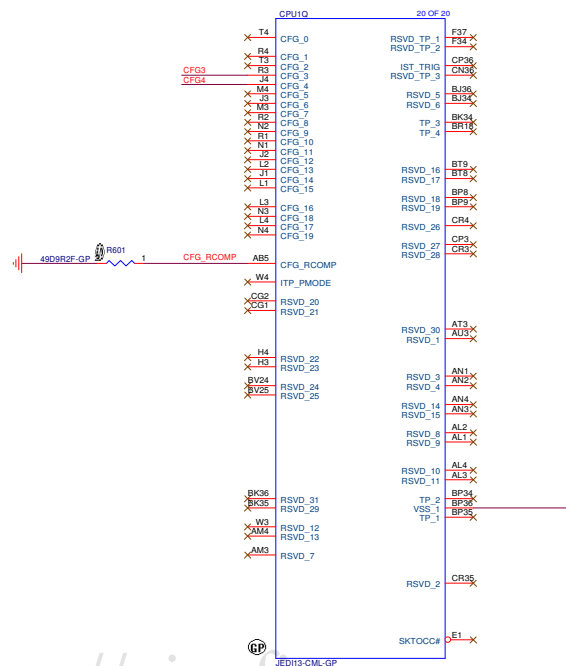 CPU1Q 20 OF 20
T4 CFG_0
R4 CFG_1
T3 CFG_2
CFG3 R3 CFG_3
CFG4 J4 CFG_4
M4 CFG_5
J3 CFG_6
M3 CFG_7
R2 CFG_8
N2 CFG_9
R1 CFG_10
N1 CFG_11
J2 CFG_12
L2 CFG_13
J1 CFG_14
L1 CFG_15
L3 CFG_16
N3 CFG_18
L4 CFG_17
N4 CFG_19
R601
49D9R2F-GP 2 1 CFG_RCOMP AB5 CFG_RCOMP
W4 ITP_PMODE
CG2 RSVD_20
CG1 RSVD_21
H4 RSVD_22
H3 RSVD_23
BV24 RSVD_24
BV25 RSVD_25
BK36 RSVD_31
BK35 RSVD_29
W3 RSVD_12
AM4 RSVD_13
AM3 RSVD_7
RSVD_TP_1 F37
RSVD_TP_2 F34
IST_TRIG CP36
RSVD_TP_3 CN36
RSVD_5 BJ36
RSVD_6 BJ34
TP_3 BK34
TP_4 BR18
RSVD_16 BT9
RSVD_17 BT8
RSVD_18 BP8
RSVD_19 BP9
RSVD_26 CR4
RSVD_27 CP3
RSVD_28 CR3
RSVD_30 AT3
RSVD_1 AU3
RSVD_3 AN1
RSVD_4 AN2
RSVD_14 AN4
RSVD_15 AN3
RSVD_8 AL2
RSVD_9 AL1
RSVD_10 AL4
RSVD_11 AL3
TP_2 BP34
VSS_1 BP36
TP_1 BP35
RSVD_2 CR35
SKTOCC# E1
GP
JEDI13-CML-GP